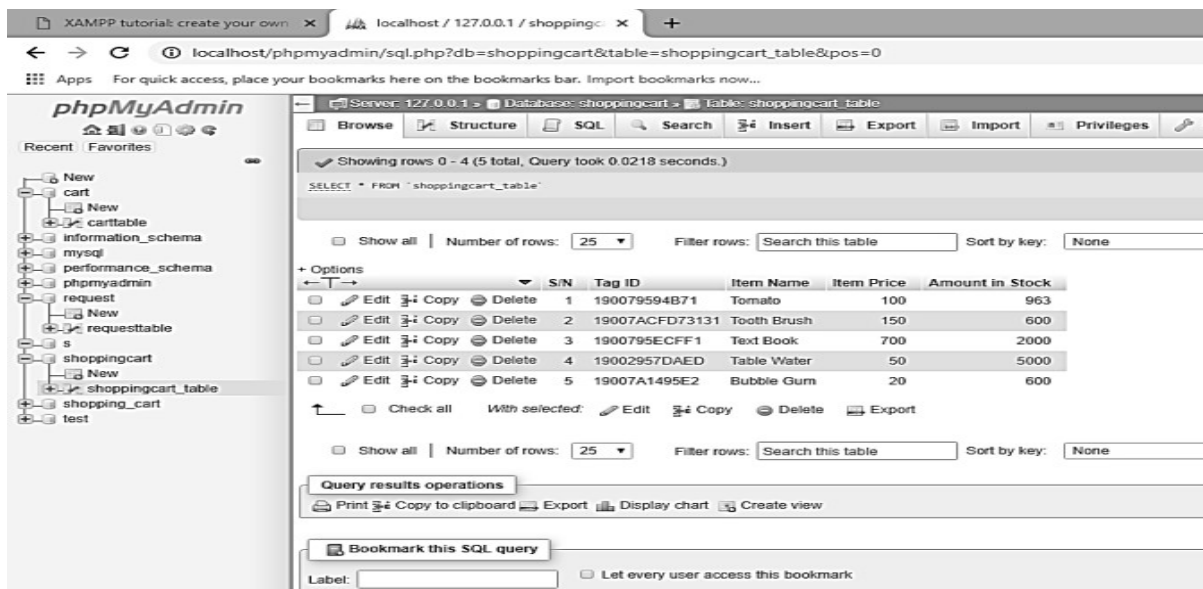 XAMPP tutorial: create your own
localhost / 127.0.0.1 / shoppingc
localhost/phpmyadmin/sql.php?db=shoppingcart&table=shoppingcart_table&pos=0
Apps For quick access, place your bookmarks here on the bookmarks bar. Import bookmarks now...
phpMyAdmin
Recent Favorites
New
cart
New
carttable
information_schema
mysql
performance_schema
phpmyadmin
request
New
requesttable
s
shoppingcart
New
shoppingcart_table
shopping_cart
test
Server: 127.0.0.1 » Database: shoppingcart » Table: shoppingcart_table
Browse Structure SQL Search Insert Export Import Privileges
Showing rows 0 - 4 (5 total, Query took 0.0218 seconds.)
SELECT * FROM `shoppingcart_table`
Show all | Number of rows: 25 Filter rows: Search this table Sort by key: None
+ Options
S/N Tag ID Item Name Item Price Amount in Stock
Edit Copy Delete 1 190079594B71 Tomato 100 963
Edit Copy Delete 2 19007ACFD73131 Tooth Brush 150 600
Edit Copy Delete 3 1900795ECFF1 Text Book 700 2000
Edit Copy Delete 4 19002957DAED Table Water 50 5000
Edit Copy Delete 5 19007A1495E2 Bubble Gum 20 600
Check all With selected: Edit Copy Delete Export
Show all | Number of rows: 25 Filter rows: Search this table Sort by key: None
Query results operations
Print Copy to clipboard Export Display chart Create view
Bookmark this SQL query
Label: Let every user access this bookmark